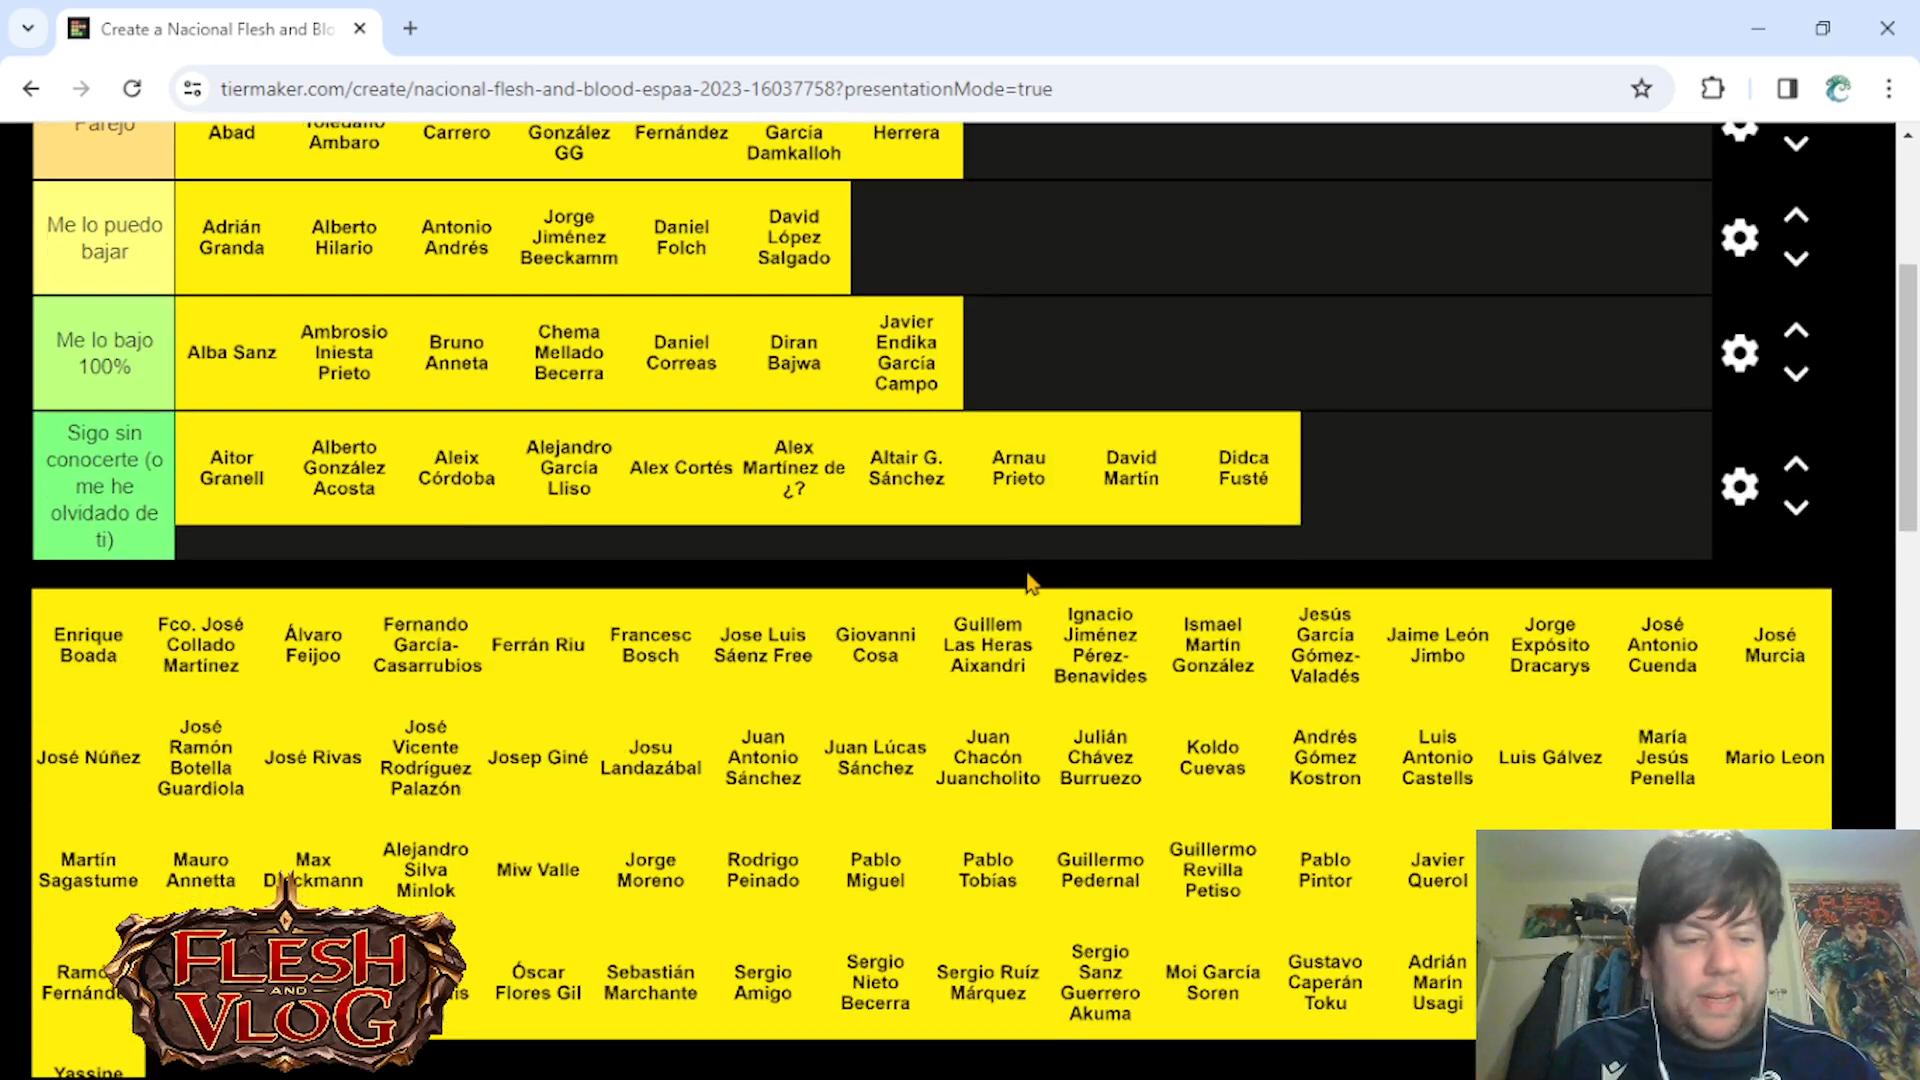 Create a Nacional Flesh and Blo
tiermaker.com/create/nacional-flesh-and-blood-espaa-2023-16037758?presentationMode=true
Parejo
Abad
Toledano
Ambaro
Carrero
González
GG
Fernández
García
Damkalloh
Herrera
Me lo puedo
bajar
Adrián
Granda
Alberto
Hilario
Antonio
Andrés
Jorge
Jiménez
Beeckamm
Daniel
Folch
David
López
Salgado
Me lo bajo
100%
Alba Sanz
Ambrosio
Iniesta
Prieto
Bruno
Anneta
Chema
Mellado
Becerra
Daniel
Correas
Diran
Bajwa
Javier
Endika
García
Campo
Sigo sin
conocerte (o
me he
olvidado de
ti)
Aitor
Granell
Alberto
González
Acosta
Aleix
Córdoba
Alejandro
García
Lliso
Alex Cortés
Alex
Martínez de
¿?
Altair G.
Sánchez
Arnau
Prieto
David
Martín
Didca
Fusté
Enrique
Boada
Fco. José
Collado
Martínez
Álvaro
Feijoo
Fernando
García-
Casarrubios
Ferrán Riu
Francesc
Bosch
Jose Luis
Sáenz Free
Giovanni
Cosa
Guillem
Las Heras
Aixandri
Ignacio
Jiménez
Pérez-
Benavides
Ismael
Martín
González
Jesús
García
Gómez-
Valadés
Jaime León
Jimbo
Jorge
Expósito
Dracarys
José
Antonio
Cuenda
José
Murcia
José Núñez
José
Ramón
Botella
Guardiola
José Rivas
José
Vicente
Rodríguez
Palazón
Josep Giné
Josu
Landazábal
Juan
Antonio
Sánchez
Juan Lúcas
Sánchez
Juan
Chacón
Juancholito
Julián
Chávez
Burruezo
Koldo
Cuevas
Andrés
Gómez
Kostron
Luis
Antonio
Castells
Luis Gálvez
María
Jesús
Penella
Mario Leon
Martín
Sagastume
Mauro
Annetta
Max
Alejandro
Silva
Minlok
Miw Valle
Jorge
Moreno
Rodrigo
Peinado
Pablo
Miguel
Pablo
Tobías
Guillermo
Pedernal
Guillermo
Revilla
Petiso
Pablo
Pintor
Javier
Querol
Óscar
Flores Gil
Sebastián
Marchante
Sergio
Amigo
Sergio
Nieto
Becerra
Sergio Ruíz
Márquez
Sergio
Sanz
Guerrero
Akuma
Moi García
Soren
Gustavo
Caperán
Toku
Adrián
Marín
Usagi
Yassine
FLESH
AND
VLOG
FLESH
BLOOD